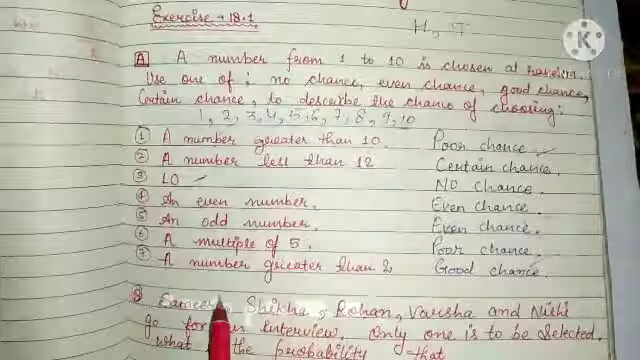 Exercise → 18.1
H, T
K
A A number from 1 to 10 is chosen at random.
Use one of : no chance, even chance, good chance,
Certain chance, to describe the chance of choosing:
1, 2, 3, 4, 5, 6, 7, 8, 9, 10
① A number greater than 10. Poor chance
② A number less than 12 Certain chance.
③ LO No chance
④ An even number. Even chance.
⑤ An odd number. Even chance.
⑥ A multiple of 5. Poor chance
⑦ A number greater than 2 Good chance.
Sameer, Shikha, Rohan, Varsha and Nishi
go for an interview. Only one is to be selected.
what the probability that